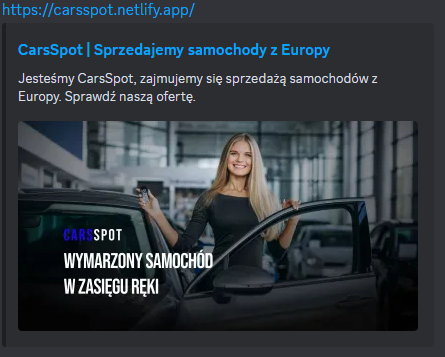 https://carsspot.netlify.app/
CarsSpot | Sprzedajemy samochody z Europy
Jesteśmy CarsSpot, zajmujemy się sprzedażą samochodów z
Europy. Sprawdź naszą ofertę.
CARSSPOT
WYMARZONY SAMOCHÓD
W ZASIĘGU RĘKI